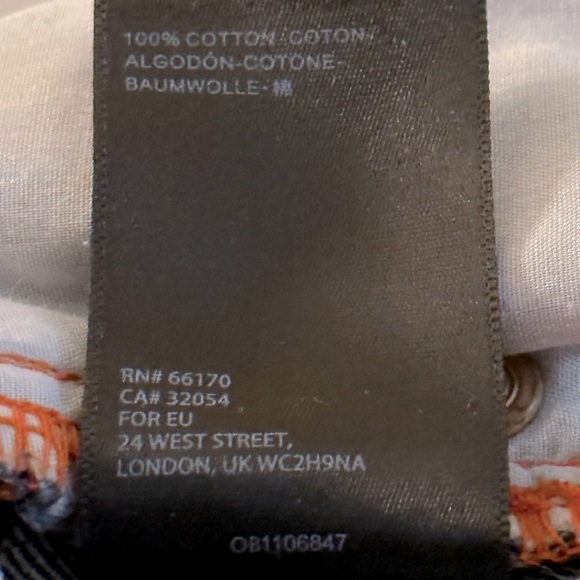 100% COTTON-COTON-
ALGODÓN-COTONE-
BAUMWOLLE-綿
RN# 66170
CA# 32054
FOR EU
24 WEST STREET,
LONDON, UK WC2H9NA
OB1106847